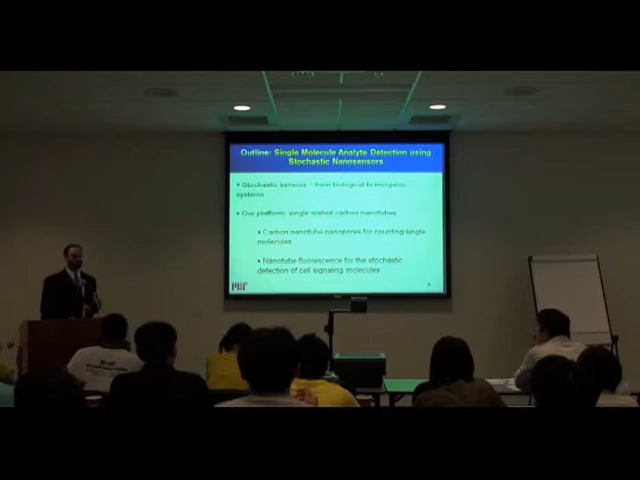 Outline: Single Molecule Analyte Detection using
Stochastic Nanosensors
• Stochastic Sensors – from biological to inorganic
systems
• Our platform: single walled carbon nanotubes
• Carbon nanotube nanopores for counting single
molecules
• Nanotube fluorescence for the stochastic
detection of cell signaling molecules
MIT